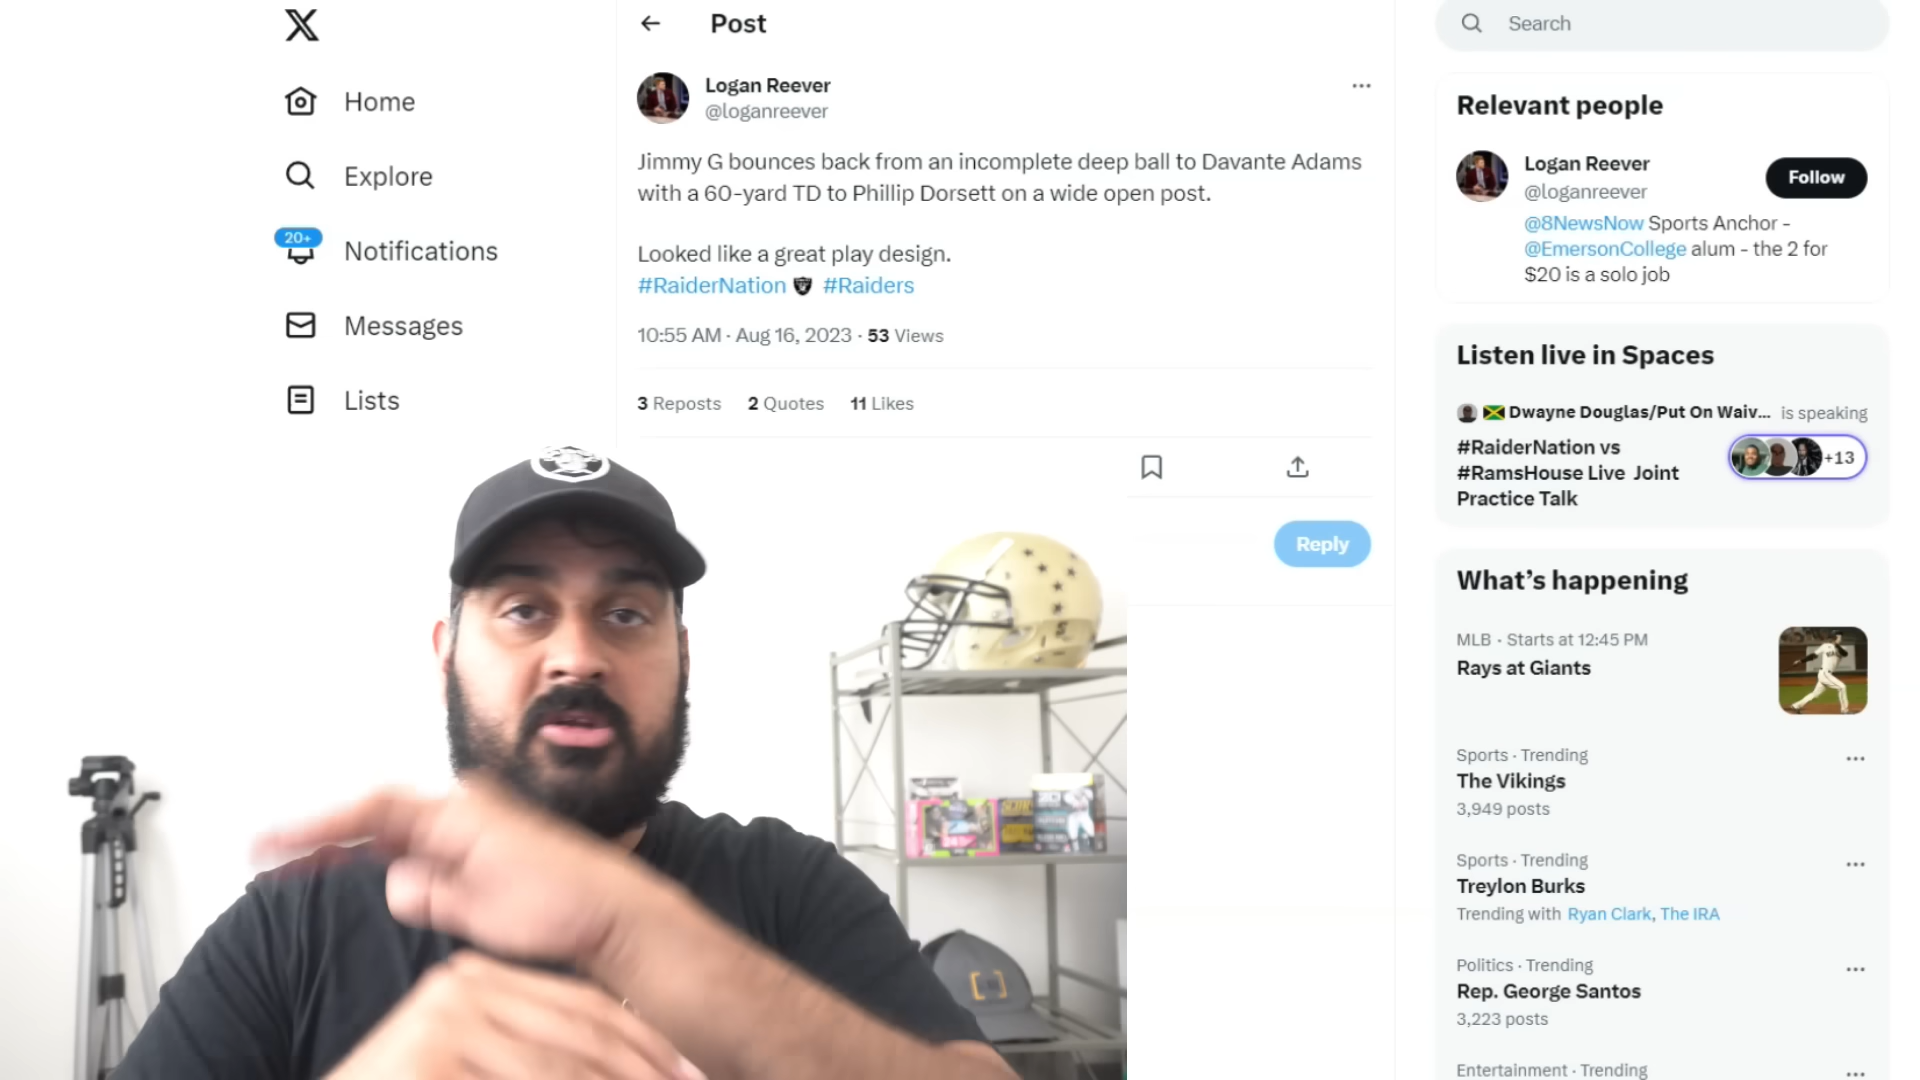 Home
Explore
20+
Notifications
Messages
Lists
Post
Logan Reever
@loganreever
Jimmy G bounces back from an incomplete deep ball to Davante Adams
with a 60-yard TD to Phillip Dorsett on a wide open post.
Looked like a great play design.
#RaiderNation #Raiders
10:55 AM · Aug 16, 2023 · 53 Views
3 Reposts 2 Quotes 11 Likes
Reply
Search
Relevant people
Logan Reever
@loganreever
Follow
@8NewsNow Sports Anchor -
@EmersonCollege alum - the 2 for
$20 is a solo job
Listen live in Spaces
Dwayne Douglas/Put On Waiv... is speaking
#RaiderNation vs
#RamsHouse Live Joint
Practice Talk
+13
What's happening
MLB · Starts at 12:45 PM
Rays at Giants
Sports · Trending
The Vikings
3,949 posts
Sports · Trending
Treylon Burks
Trending with Ryan Clark, The IRA
Politics · Trending
Rep. George Santos
3,223 posts
Entertainment · Trending